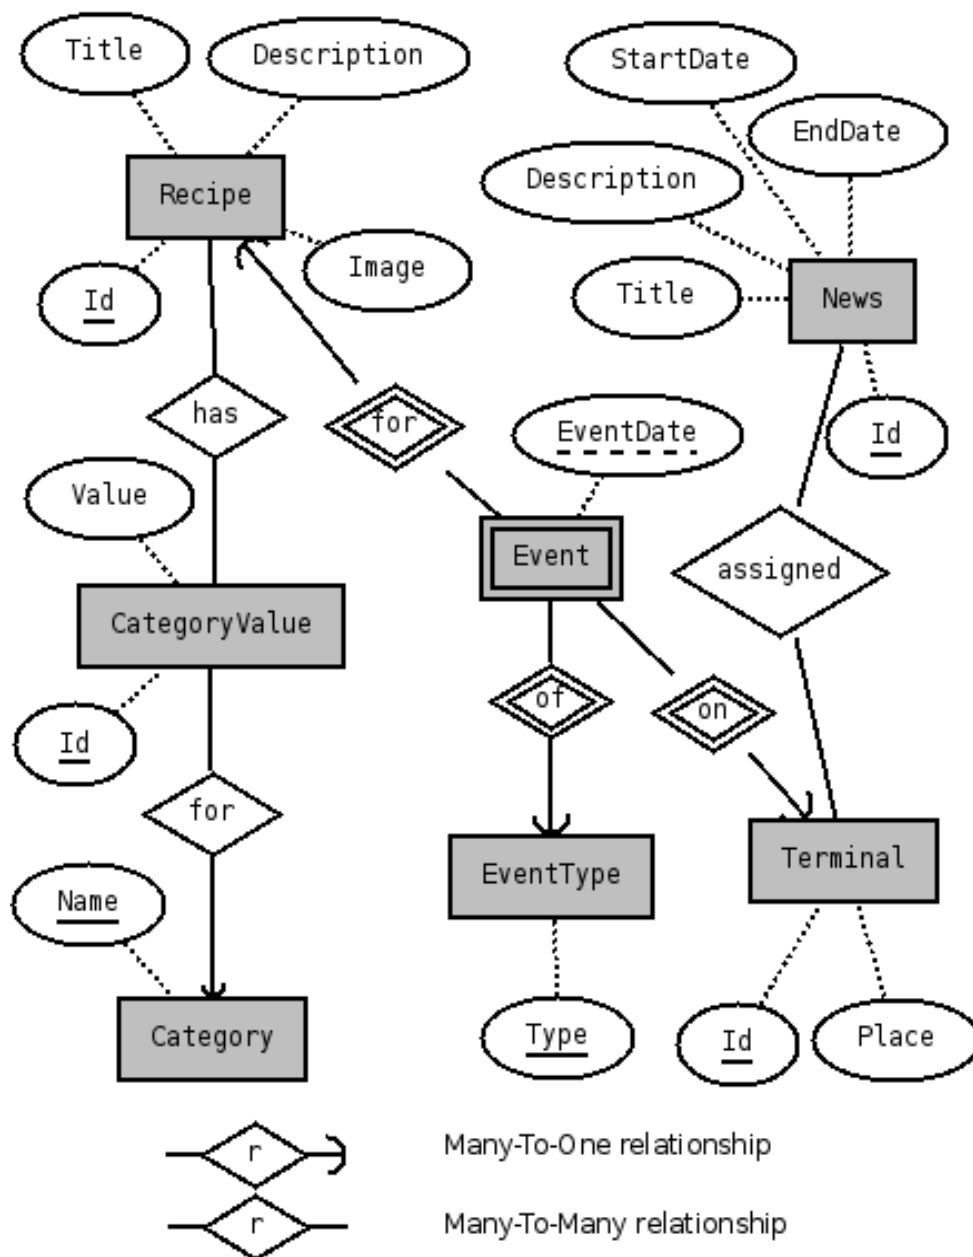 Title
Description
StartDate
EndDate
Description
Recipe
Image
Id
Title
News
has
for
EventDate
Id
Value
Event
assigned
CategoryValue
of
on
Id
for
EventType
Terminal
Name
Category
Type
Id
Place
r
Many-To-One relationship
r
Many-To-Many relationship